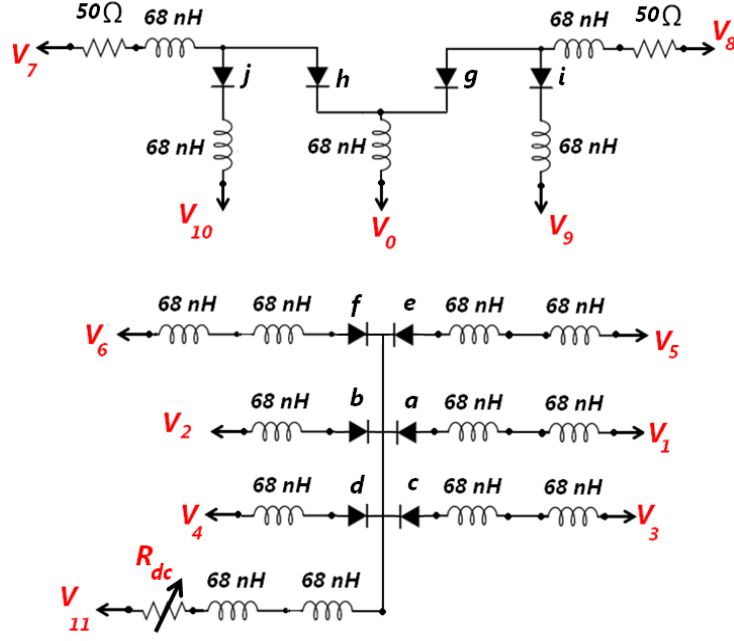 50Ω 68 nH 68 nH 50Ω
V7 j h g i V8
68 nH 68 nH 68 nH
V10 V0 V9
68 nH 68 nH f e 68 nH 68 nH
V6 V5
68 nH b a 68 nH 68 nH
V2 V1
68 nH d c 68 nH 68 nH
V4 V3
Rdc 68 nH 68 nH
V11